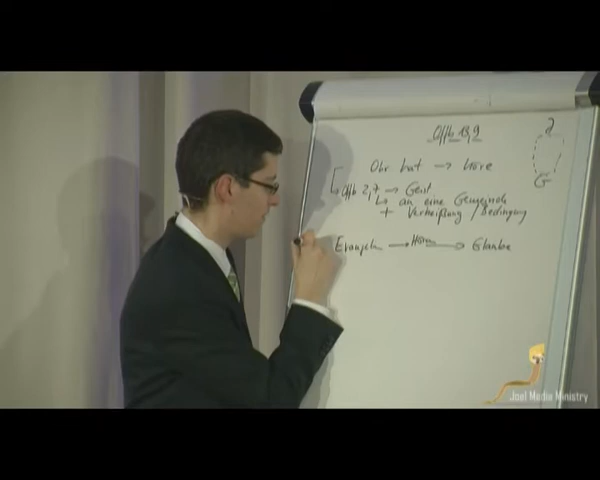 Offb 13,9
Ohr hat → Höre
Offb 2,7 → Geist
↳ an eine Gemeinde
+ Verheißung / Bedingung
Evangelium → Hören → Glaube
G
Joel Media Ministry